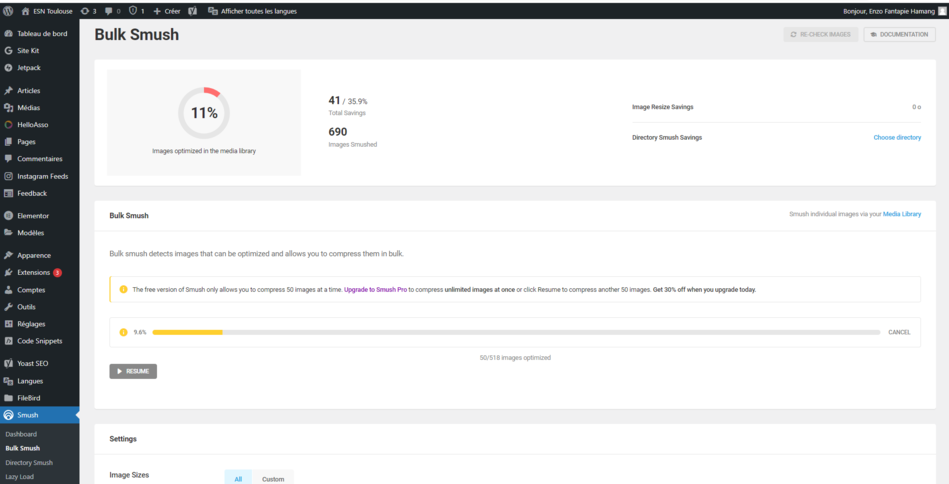 ESN Toulouse 3 0 1 Créer Afficher toutes les langues Bonjour, Enzo Fantapie Hamang
Tableau de bord
Site Kit
Jetpack
Articles
Médias
HelloAsso
Pages
Commentaires
Instagram Feeds
Feedback
Elementor
Modèles
Apparence
Extensions 3
Comptes
Outils
Réglages
Code Snippets
Yoast SEO
Langues
FileBird
Smush
Dashboard
Bulk Smush
Directory Smush
Lazy Load
Bulk Smush
RE-CHECK IMAGES DOCUMENTATION
11%
Images optimized in the media library
41 / 35.9%
Total Savings
690
Images Smushed
Image Resize Savings 0 o
Directory Smush Savings Choose directory
Bulk Smush Smush individual images via your Media Library
Bulk smush detects images that can be optimized and allows you to compress them in bulk.
The free version of Smush only allows you to compress 50 images at a time. Upgrade to Smush Pro to compress unlimited images at once or click Resume to compress another 50 images. Get 30% off when you upgrade today.
9.6% CANCEL
50/518 images optimized
RESUME
Settings
Image Sizes All Custom